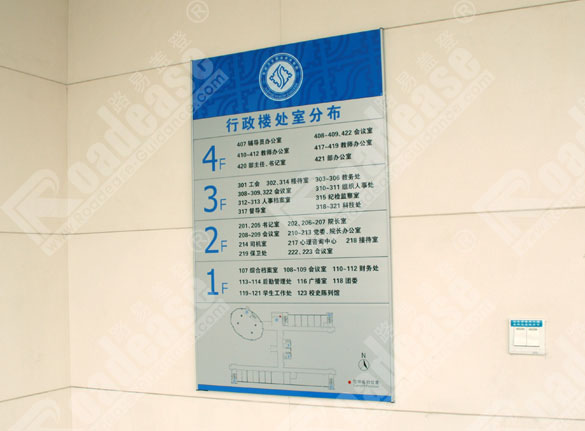 行政楼处室分布
4F
407 辅导员办公室
408-409,422 会议室
410-412 教师办公室
417-419 教师办公室
420 部主任、书记室
421 部办公室
3F
301 工会 302,314 接待室 303-306 教务处
308-309,322 会议室 310-311 组织人事处
312-313 人事档案室 315 纪检监察室
317 督导室 318-321 科技处
2F
201,205 书记室 202,206-207 院长室
208-209 会议室 210-213 党委、院长办公室
214 司机室 217 心理咨询中心 218 接待室
219 保卫处 222,223 会议室
1F
107 综合档案室 108-109 会议室 110-112 财务处
113-114 后勤管理处 116 广播室 118 团委
119-121 学生工作处 123 校史陈列馆
N
Roadease
路易美登